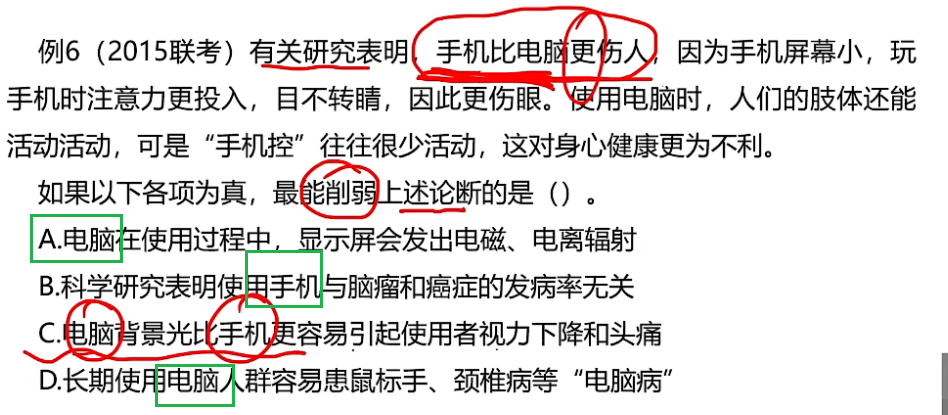 例6（2015联考）有关研究表明，手机比电脑更伤人，因为手机屏幕小，玩
手机时注意力更投入，目不转睛，因此更伤眼。使用电脑时，人们的肢体还能
活动活动，可是“手机控”往往很少活动，这对身心健康更为不利。
如果以下各项为真，最能削弱上述论断的是（）。
A.电脑在使用过程中，显示屏会发出电磁、电离辐射
B.科学研究表明使用手机与脑瘤和癌症的发病率无关
C.电脑背景光比手机更容易引起使用者视力下降和头痛
D.长期使用电脑人群容易患鼠标手、颈椎病等“电脑病”